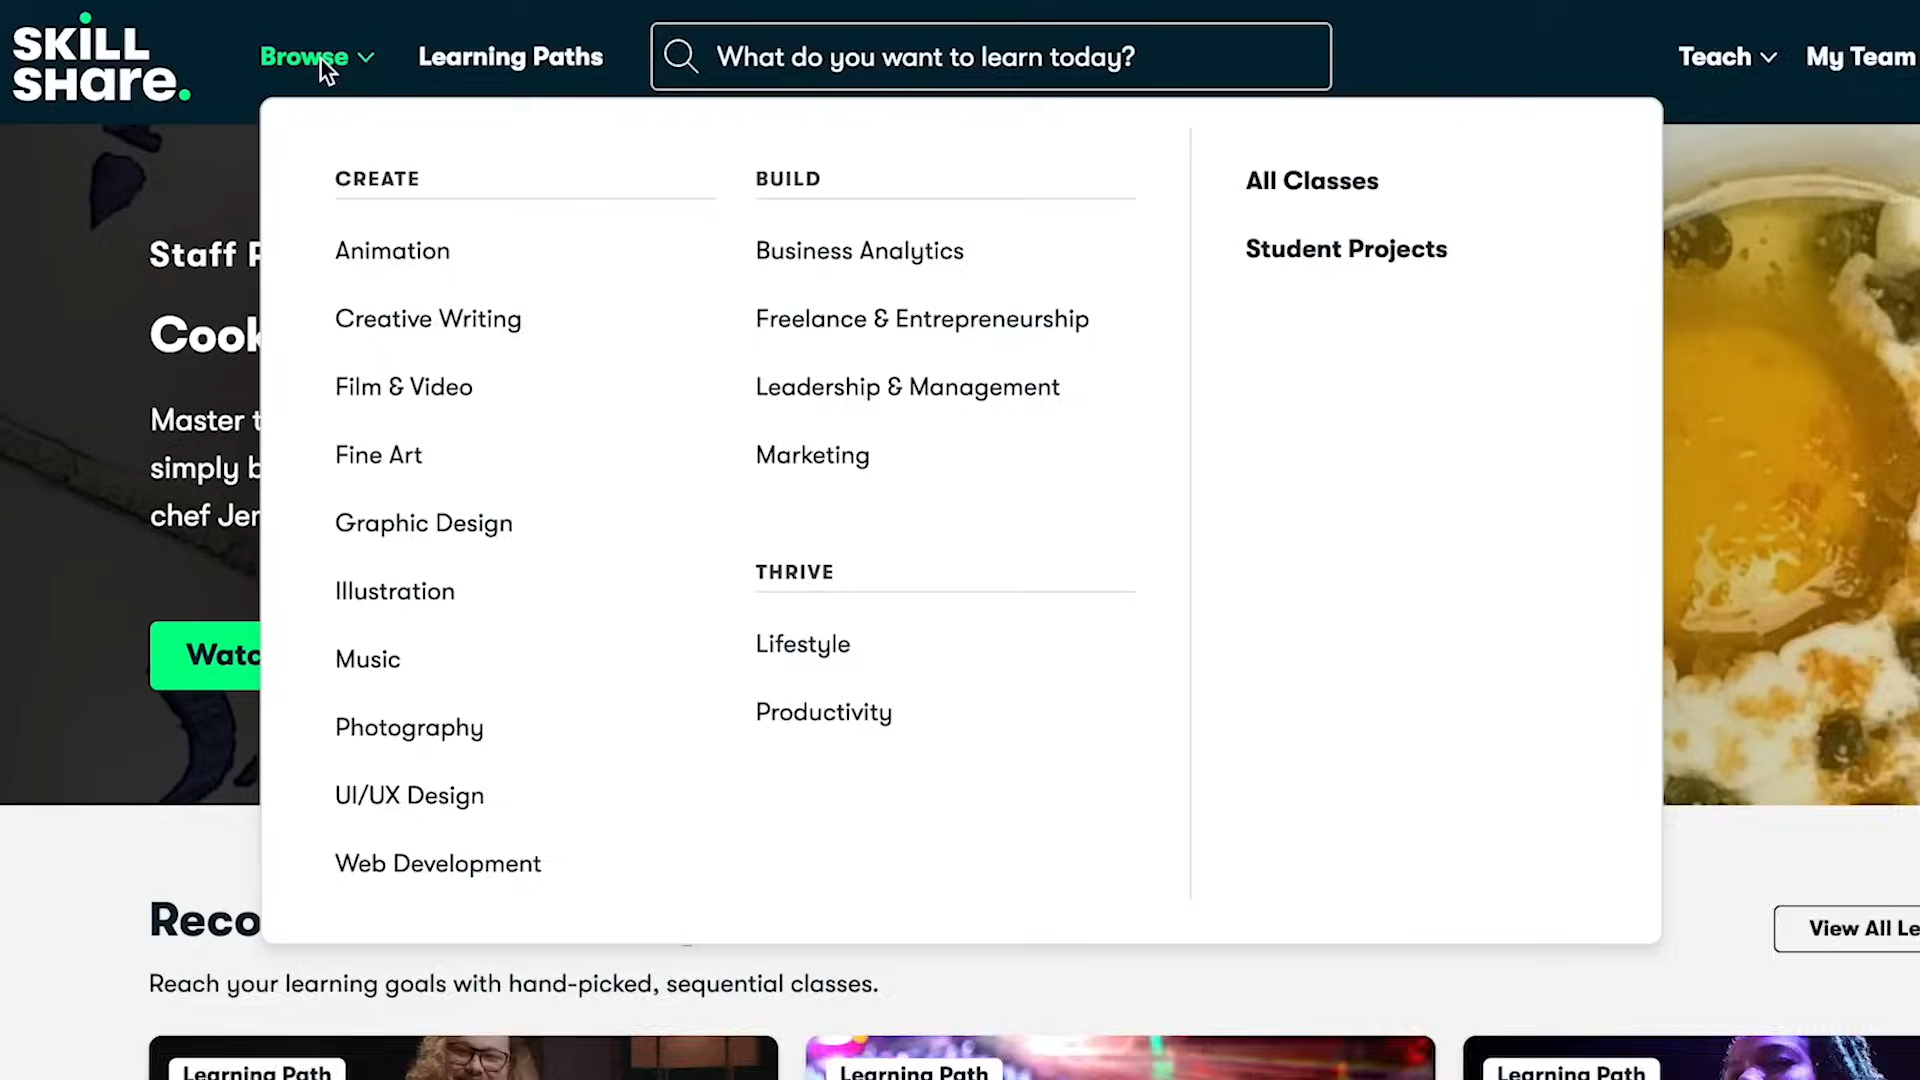 SKILL
SHare.
Browse
Learning Paths
What do you want to learn today?
Teach
My Team
CREATE
Animation
Creative Writing
Film & Video
Fine Art
Graphic Design
Illustration
Music
Photography
UI/UX Design
Web Development
BUILD
Business Analytics
Freelance & Entrepreneurship
Leadership & Management
Marketing
THRIVE
Lifestyle
Productivity
All Classes
Student Projects
Staff
Cook
Master
simply
chef
Reco
View All Le
Reach your learning goals with hand-picked, sequential classes.
Learning Path
Learning Path
Learning Path